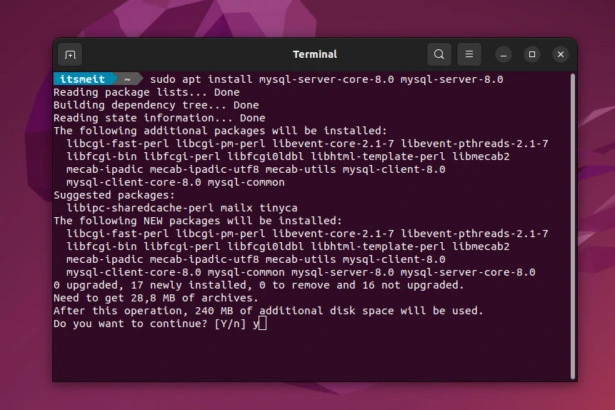 Terminal
itsmeit ~ sudo apt install mysql-server-core-8.0 mysql-server-8.0
Reading package lists... Done
Building dependency tree... Done
Reading state information... Done
The following additional packages will be installed:
libcgi-fast-perl libcgi-pm-perl libevent-core-2.1-7 libevent-pthreads-2.1-7
libfcgi-bin libfcgi-perl libfcgi0ldbl libhtml-template-perl libmecab2
mecab-ipadic mecab-ipadic-utf8 mecab-utils mysql-client-8.0
mysql-client-core-8.0 mysql-common
Suggested packages:
libipc-sharedcache-perl mailx tinyca
The following NEW packages will be installed:
libcgi-fast-perl libcgi-pm-perl libevent-core-2.1-7 libevent-pthreads-2.1-7
libfcgi-bin libfcgi-perl libfcgi0ldbl libhtml-template-perl libmecab2
mecab-ipadic mecab-ipadic-utf8 mecab-utils mysql-client-8.0
mysql-client-core-8.0 mysql-common mysql-server-8.0 mysql-server-core-8.0
0 upgraded, 17 newly installed, 0 to remove and 16 not upgraded.
Need to get 28,8 MB of archives.
After this operation, 240 MB of additional disk space will be used.
Do you want to continue? [Y/n] y